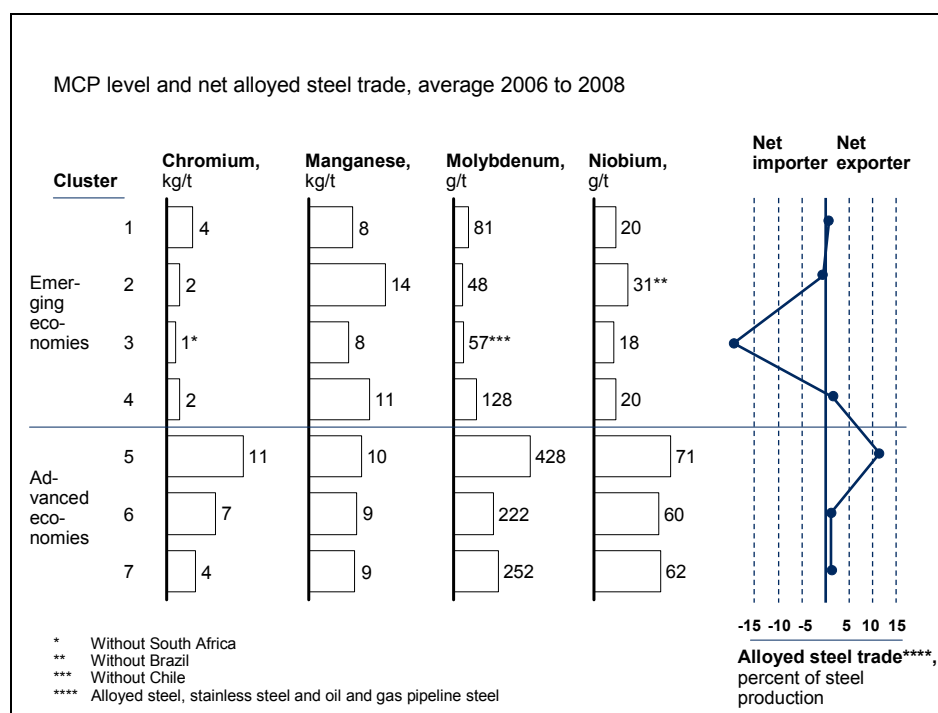 MCP level and net alloyed steel trade, average 2006 to 2008
Cluster
Chromium,
kg/t
Manganese,
kg/t
Molybdenum,
g/t
Niobium,
g/t
Net
importer
Net
exporter
Emer-
ging
eco-
nomies
1 4 8 81 20
2 2 14 48 31**
3 1* 8 57*** 18
4 2 11 128 20
Ad-
vanced
eco-
nomies
5 11 10 428 71
6 7 9 222 60
7 4 9 252 62
-15 -10 -5 5 10 15
Alloyed steel trade****,
percent of steel
production
* Without South Africa
** Without Brazil
*** Without Chile
**** Alloyed steel, stainless steel and oil and gas pipeline steel